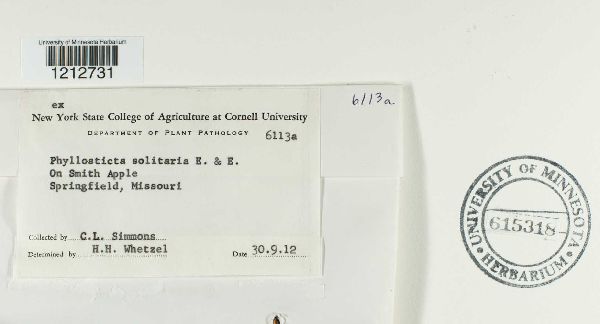 University of Minnesota Herbarium
1212731
ex
New York State College of Agriculture at Cornell University
DEPARTMENT OF PLANT PATHOLOGY 6113a
Phyllosticta solitaria E. & E.
On Smith Apple
Springfield, Missouri
Collected by C.L. Simmons
Determined by H.H. Whetzel Date 30.9.12
6113a
UNIVERSITY OF MINNESOTA
615318
HERBARIUM